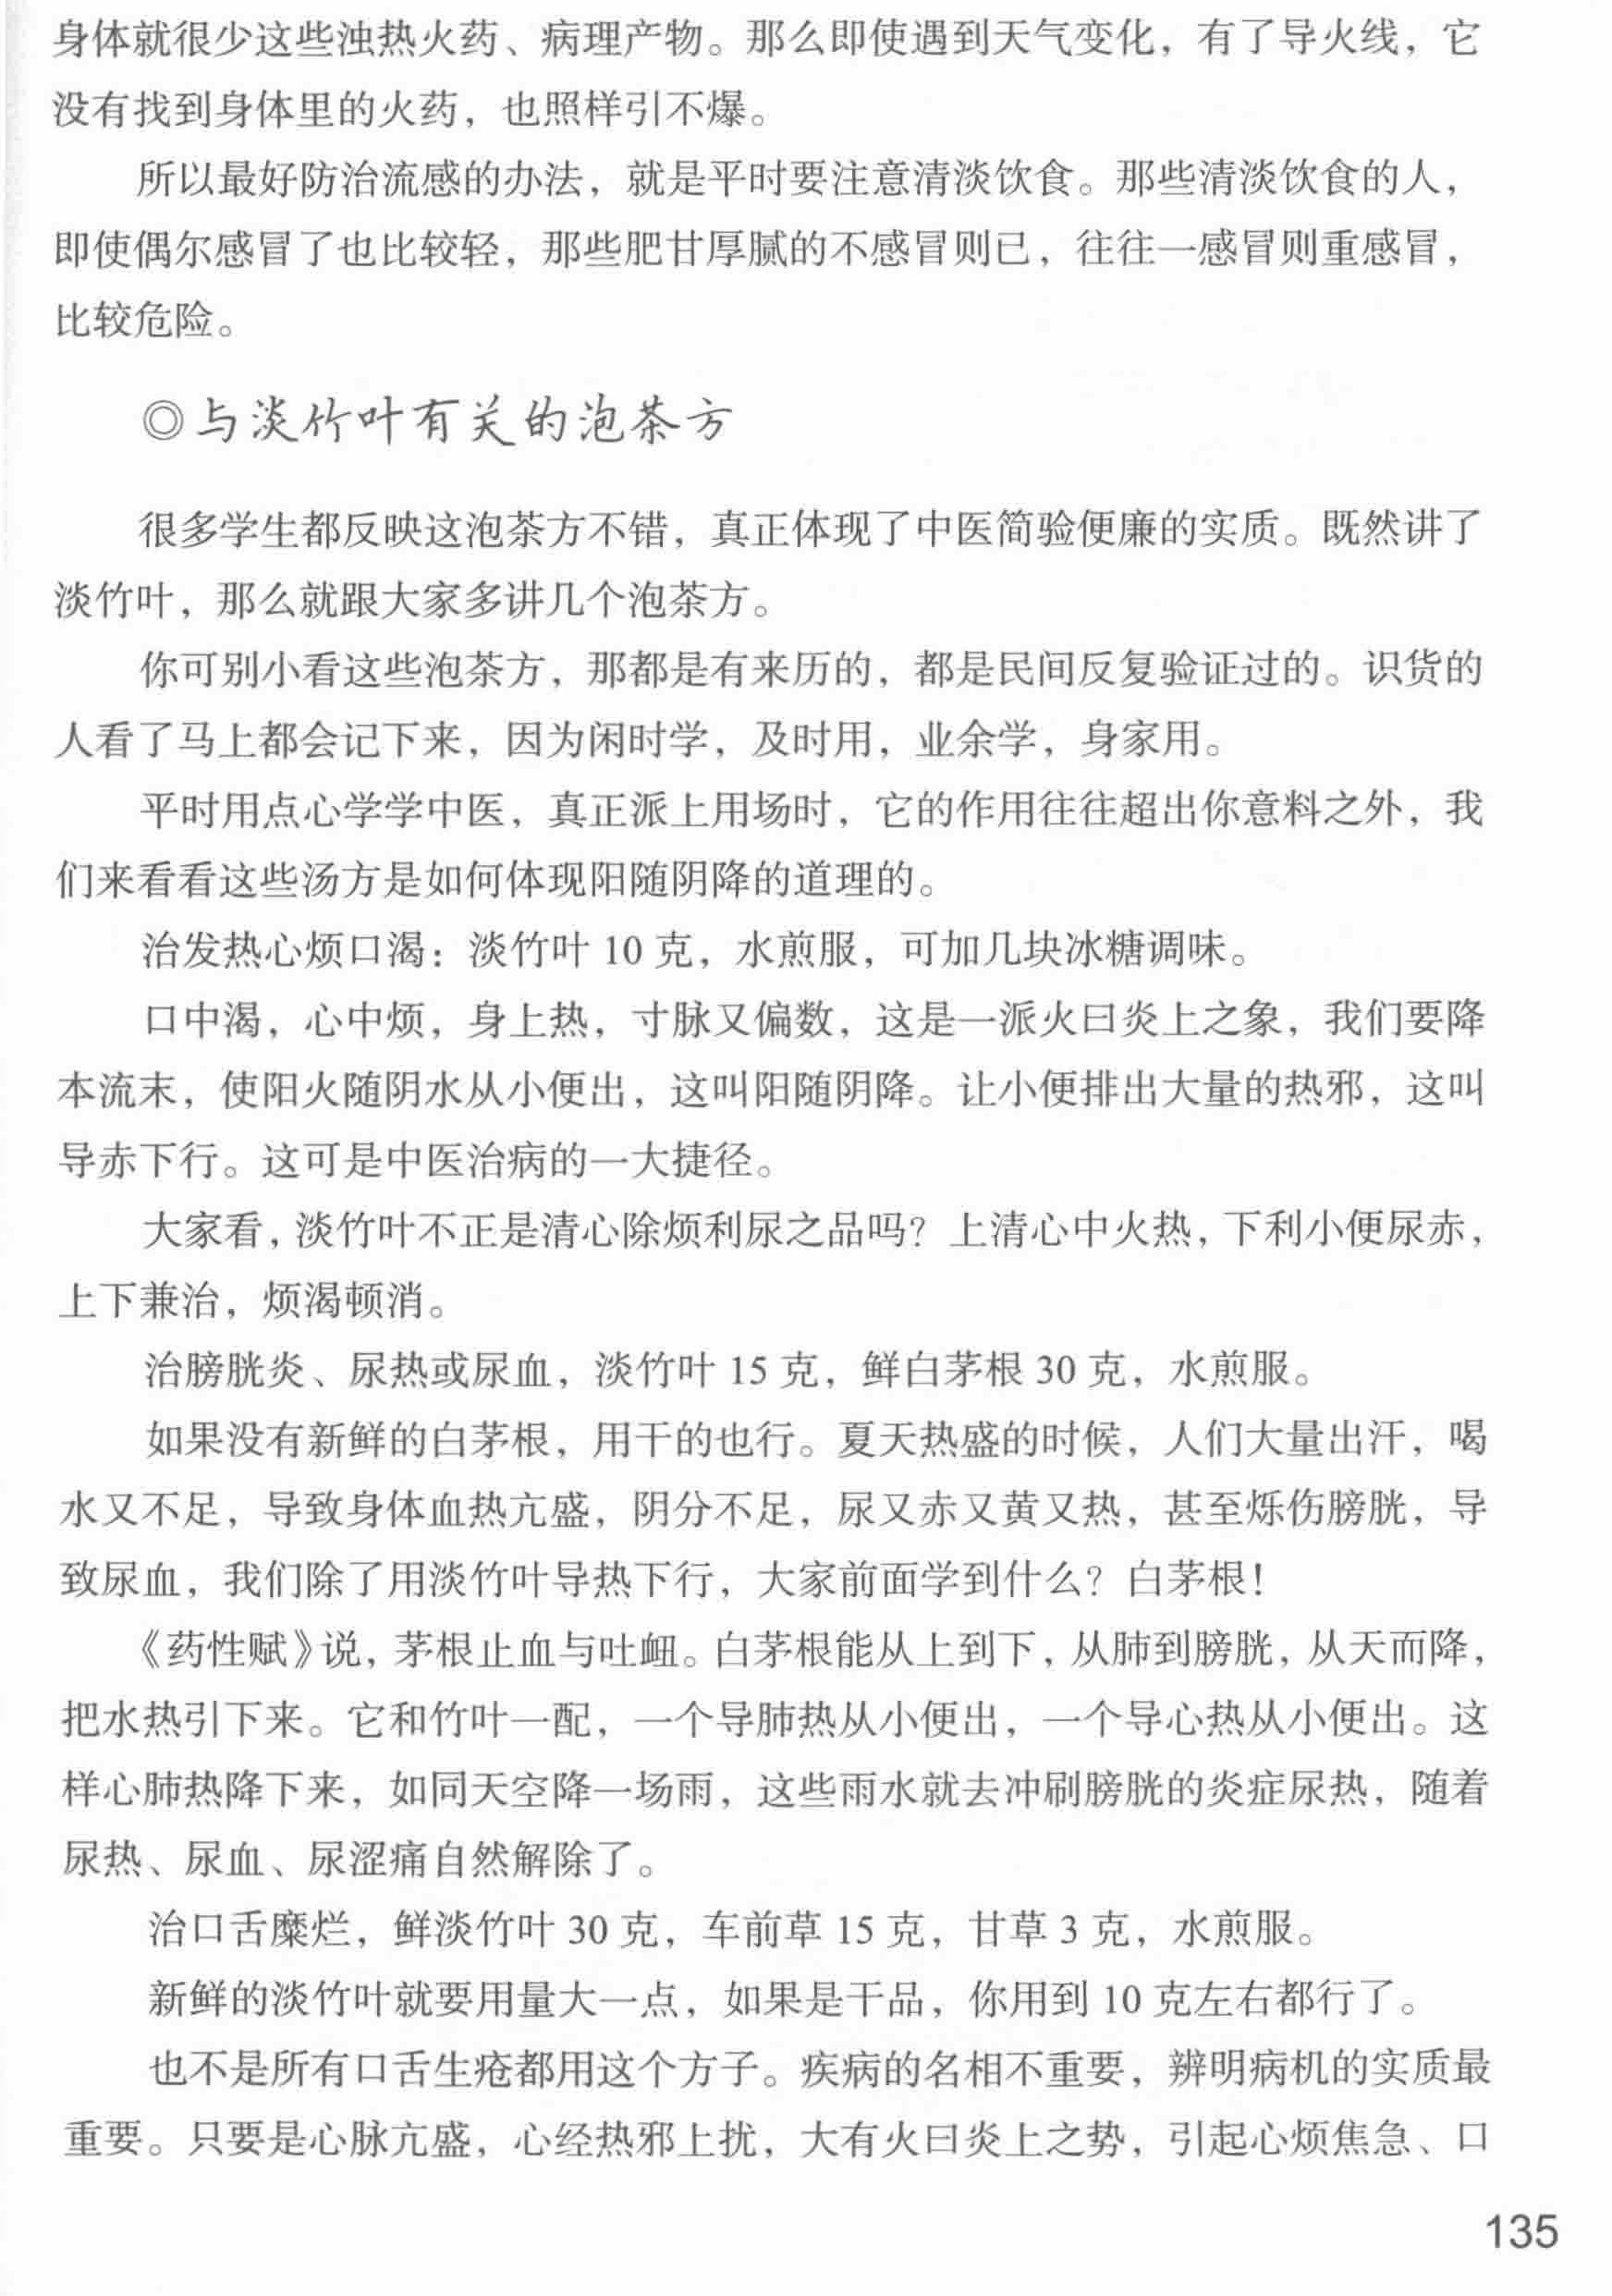 身体就很少这些浊热火药、病理产物。那么即使遇到天气变化，有了导火线，它
没有找到身体里的火药，也照样引不爆。
所以最好防治流感的办法，就是平时要注意清淡饮食。那些清淡饮食的人，
即使偶尔感冒了也比较轻，那些肥甘厚腻的不感冒则已，往往一感冒则重感冒，
比较危险。
◎与淡竹叶有关的泡茶方
很多学生都反映这泡茶方不错，真正体现了中医简验便廉的实质。既然讲了
淡竹叶，那么就跟大家多讲几个泡茶方。
你可别小看这些泡茶方，那都是有来历的，都是民间反复验证过的。识货的
人看了马上都会记下来，因为闲时学，及时用，业余学，身家用。
平时用点心学学中医，真正派上用场时，它的作用往往超出你意料之外，我
们来看看这些汤方是如何体现阳随阴降的道理的。
治发热心烦口渴：淡竹叶 10 克，水煎服，可加几块冰糖调味。
口中渴，心中烦，身上热，寸脉又偏数，这是一派火曰炎上之象，我们要降
本流末，使阳火随阴水从小便出，这叫阳随阴降。让小便排出大量的热邪，这叫
导赤下行。这可是中医治病的一大捷径。
大家看，淡竹叶不正是清心除烦利尿之品吗？上清心中火热，下利小便尿赤，
上下兼治，烦渴顿消。
治膀胱炎、尿热或尿血，淡竹叶 15 克，鲜白茅根 30 克，水煎服。
如果没有新鲜的白茅根，用干的也行。夏天热盛的时候，人们大量出汗，喝
水又不足，导致身体血热亢盛，阴分不足，尿又赤又黄又热，甚至烁伤膀胱，导
致尿血，我们除了用淡竹叶导热下行，大家前面学到什么？白茅根！
《药性赋》说，茅根止血与吐衄。白茅根能从上到下，从肺到膀胱，从天而降，
把水热引下来。它和竹叶一配，一个导肺热从小便出，一个导心热从小便出。这
样心肺热降下来，如同天空降一场雨，这些雨水就去冲刷膀胱的炎症尿热，随着
尿热、尿血、尿涩痛自然解除了。
治口舌糜烂，鲜淡竹叶 30 克，车前草 15 克，甘草 3 克，水煎服。
新鲜的淡竹叶就要用量大一点，如果是干品，你用到 10 克左右都行了。
也不是所有口舌生疮都用这个方子。疾病的名相不重要，辨明病机的实质最
重要。只要是心脉亢盛，心经热邪上扰，大有火曰炎上之势，引起心烦焦急、口
135